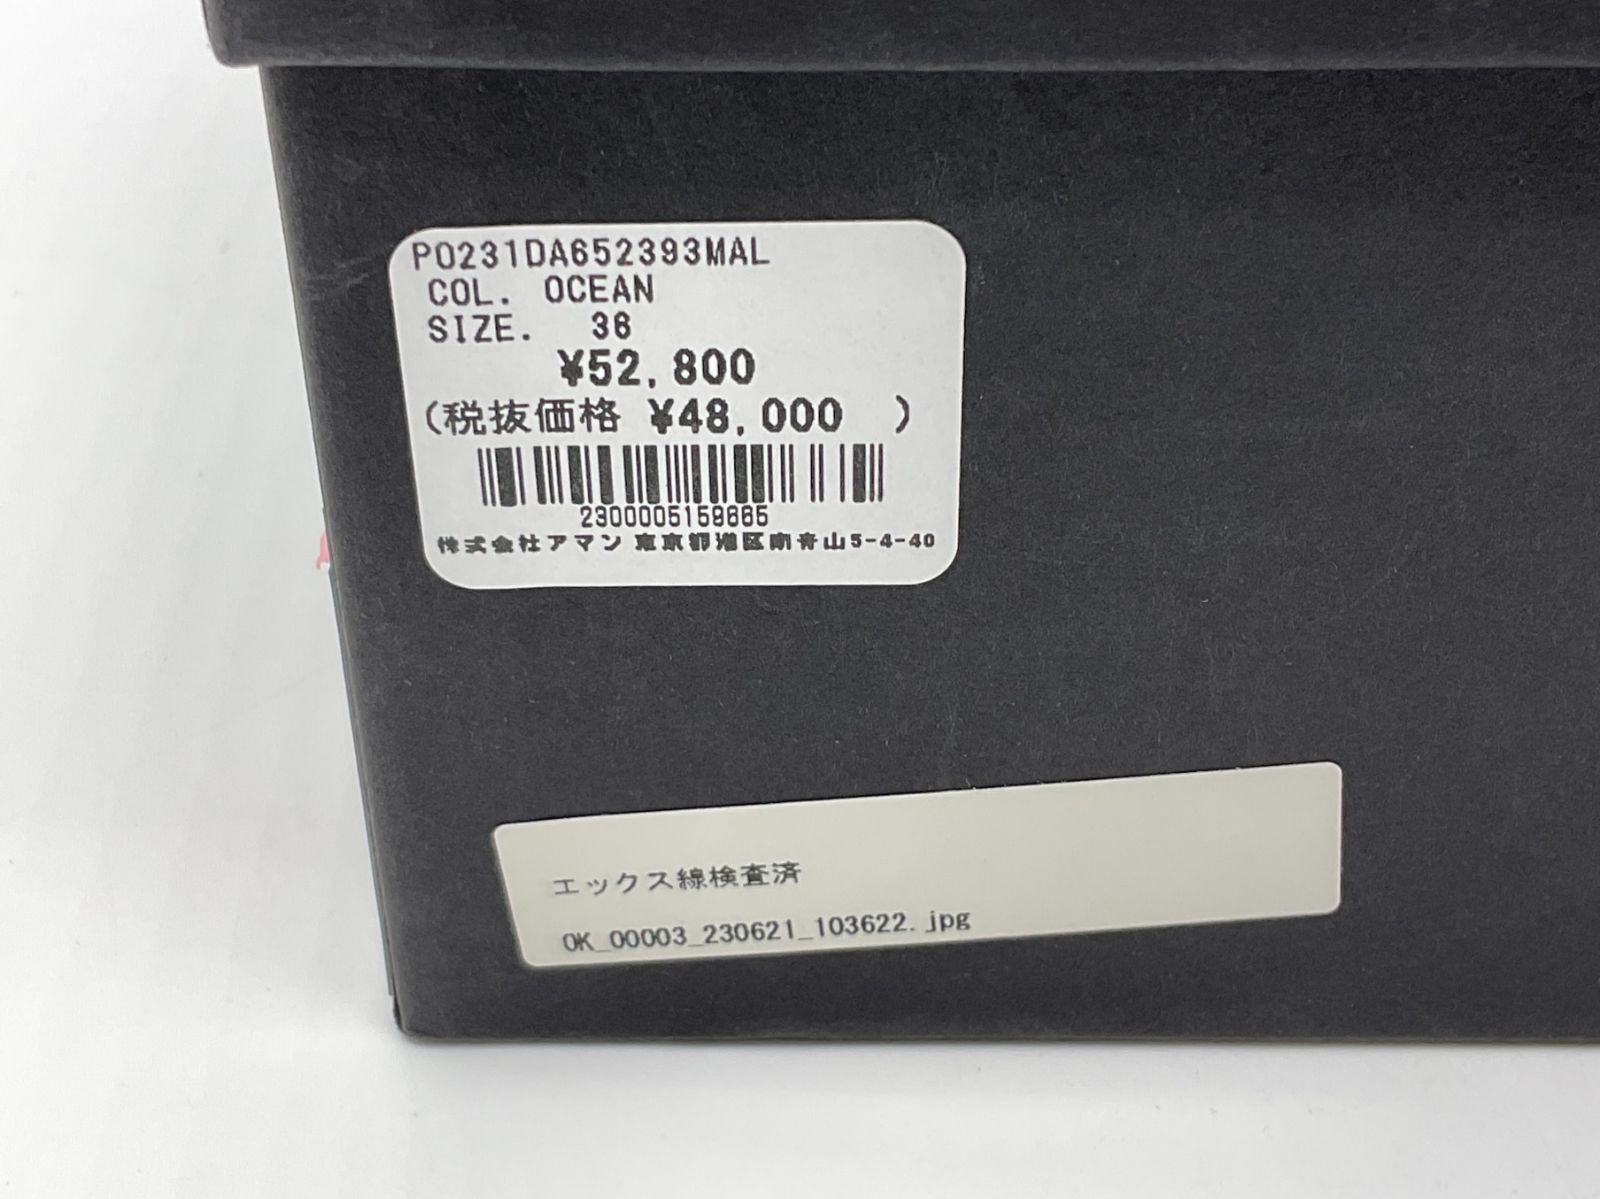 PO231DA652393MAL
COL. OCEAN
SIZE. 36
¥52,800
(税抜価格 ¥48,000 )
2300005159665
株式会社アマン 東京都港区南青山5-4-40
エックス線検査済
OK_00003_230621_103622.jpg